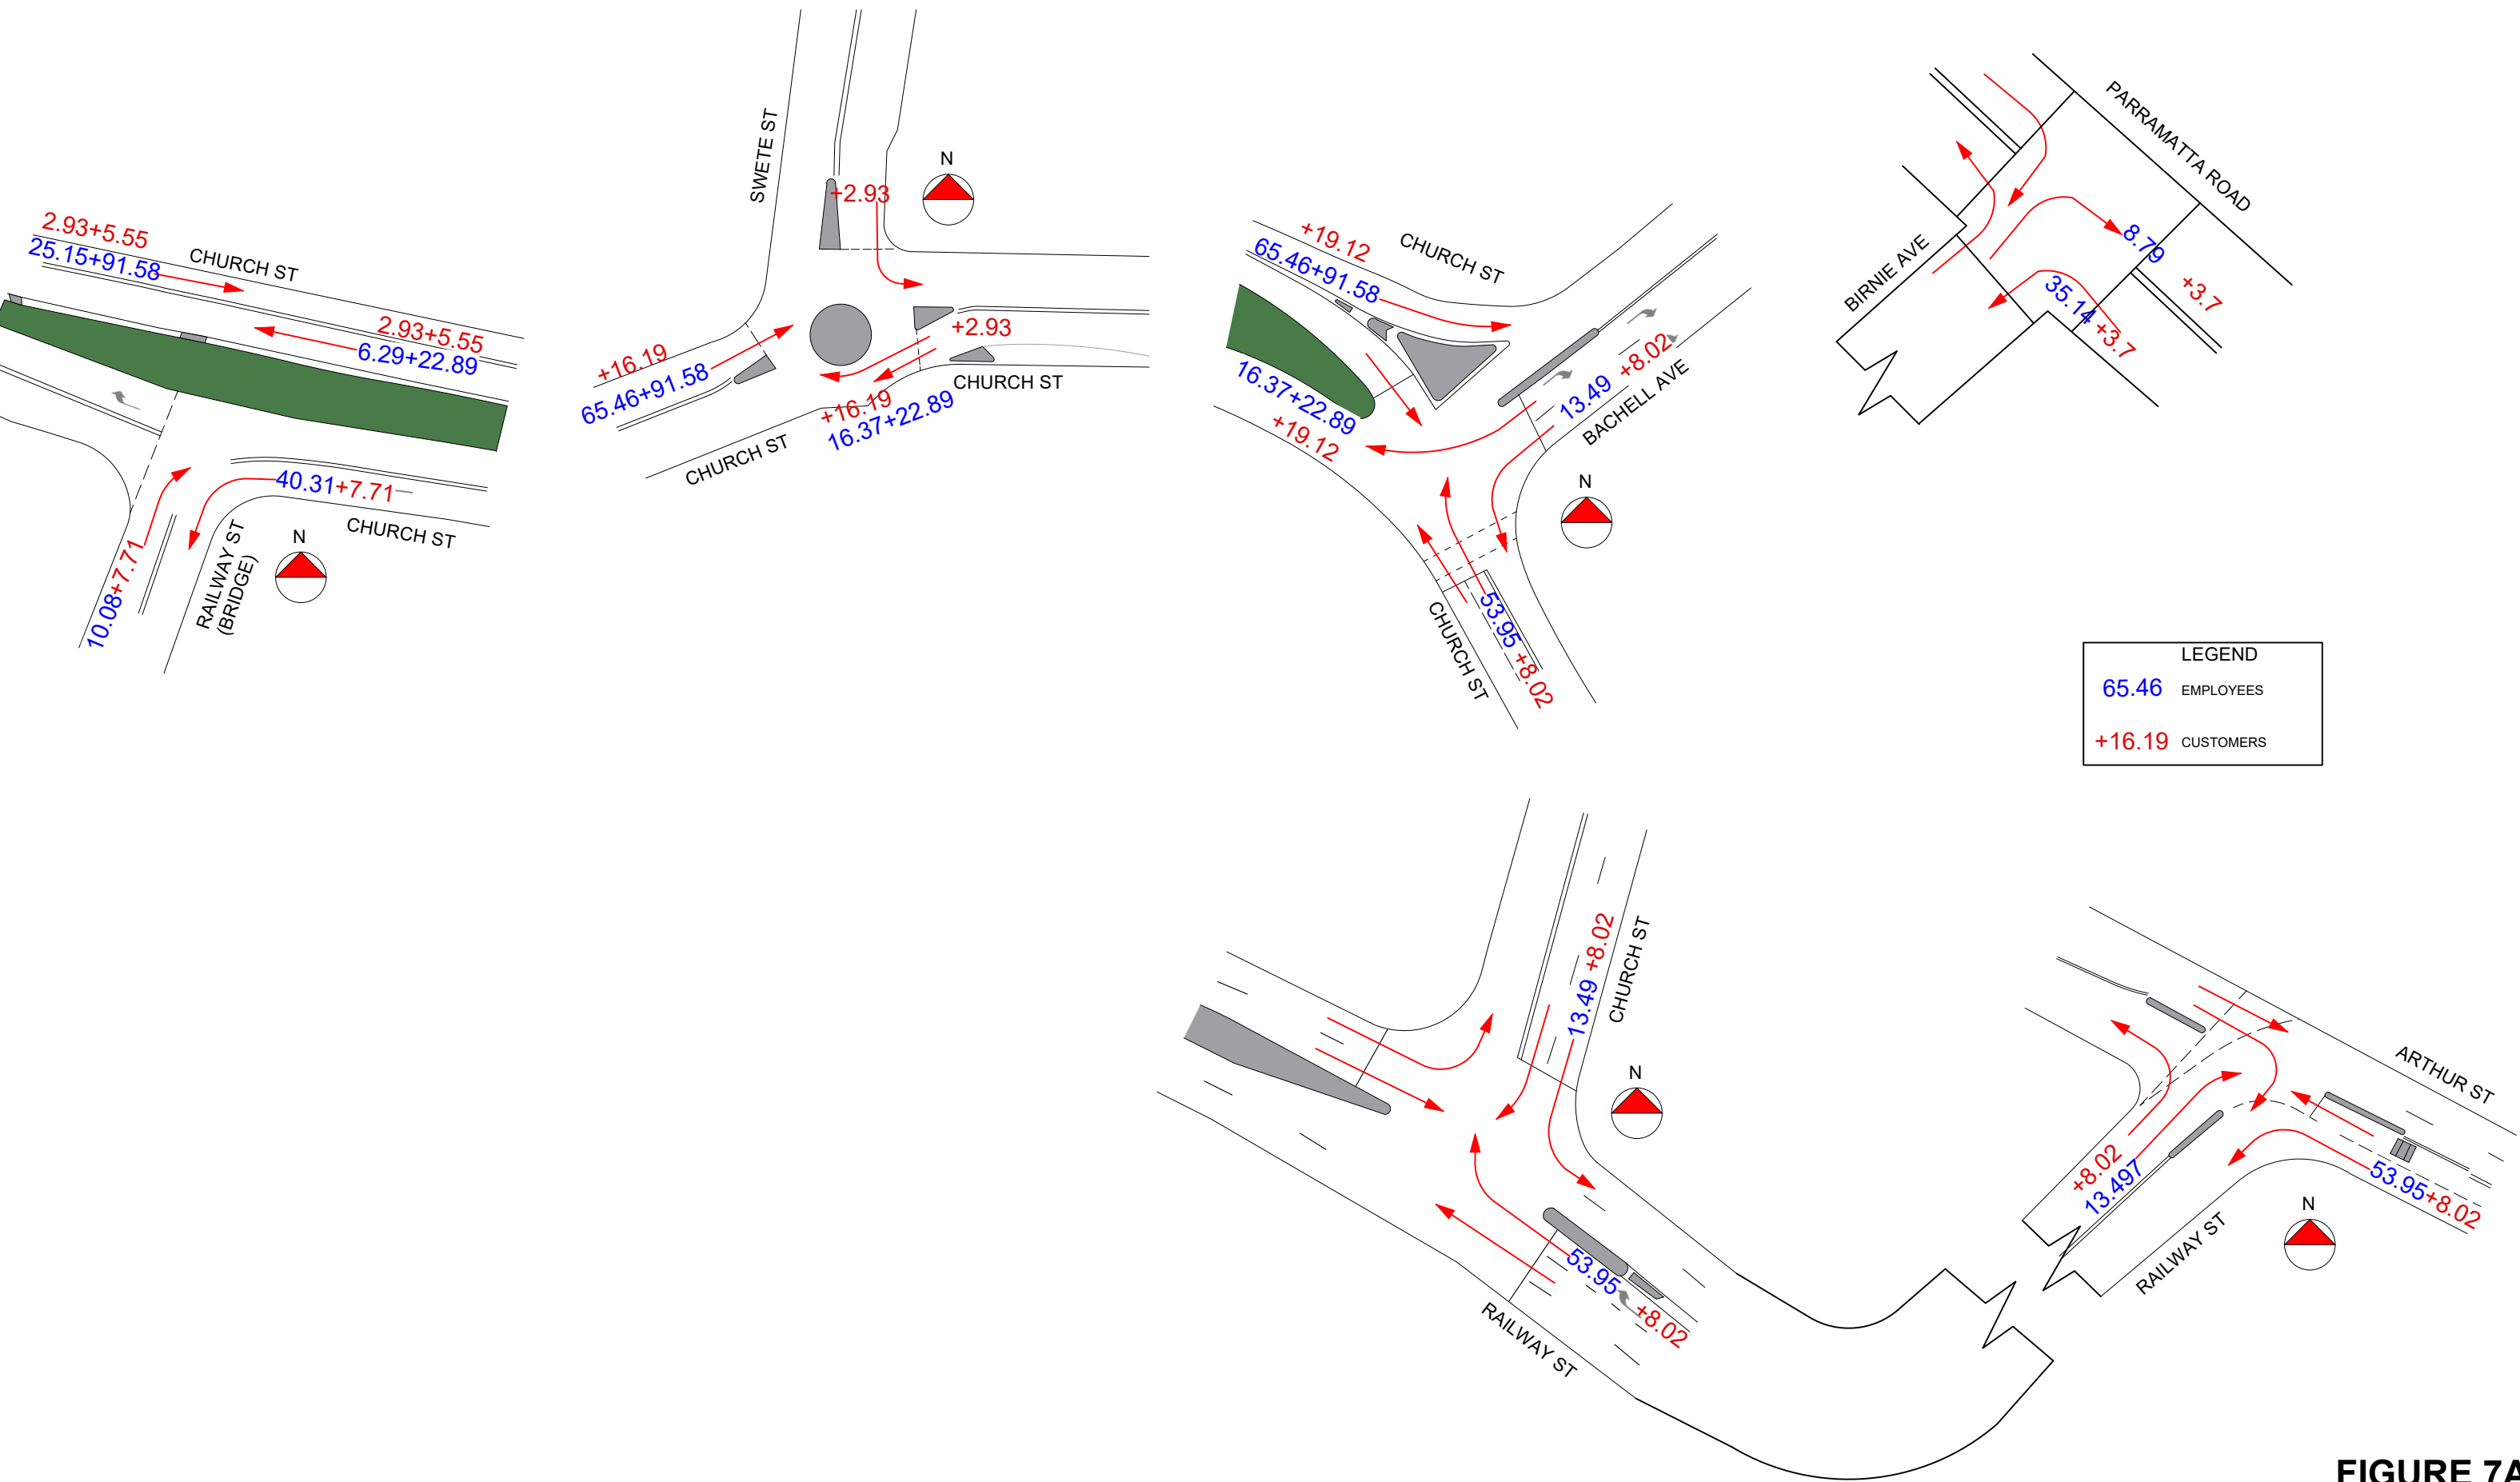 2.93+5.55
25.15+91.58
CHURCH ST
2.93+5.55
6.29+22.89
40.31+7.71
CHURCH ST
10.08+7.71
RAILWAY ST
(BRIDGE)
N
SWETE ST
+2.93
N
+16.19
65.46+91.58
+2.93
CHURCH ST
+16.19
16.37+22.89
CHURCH ST
+19.12
65.46+91.58
CHURCH ST
16.37+22.89
+19.12
13.49 +8.02
BACHELL AVE
N
53.95 +8.02
CHURCH ST
PARRAMATTA ROAD
BIRNIE AVE
8.79
+3.7
35.14 +3.7
LEGEND
65.46 EMPLOYEES
+16.19 CUSTOMERS
13.49 +8.02
CHURCH ST
N
53.95 +8.02
RAILWAY ST
ARTHUR ST
+8.02
13.497
53.95+8.02
RAILWAY ST
N
FIGURE 7A